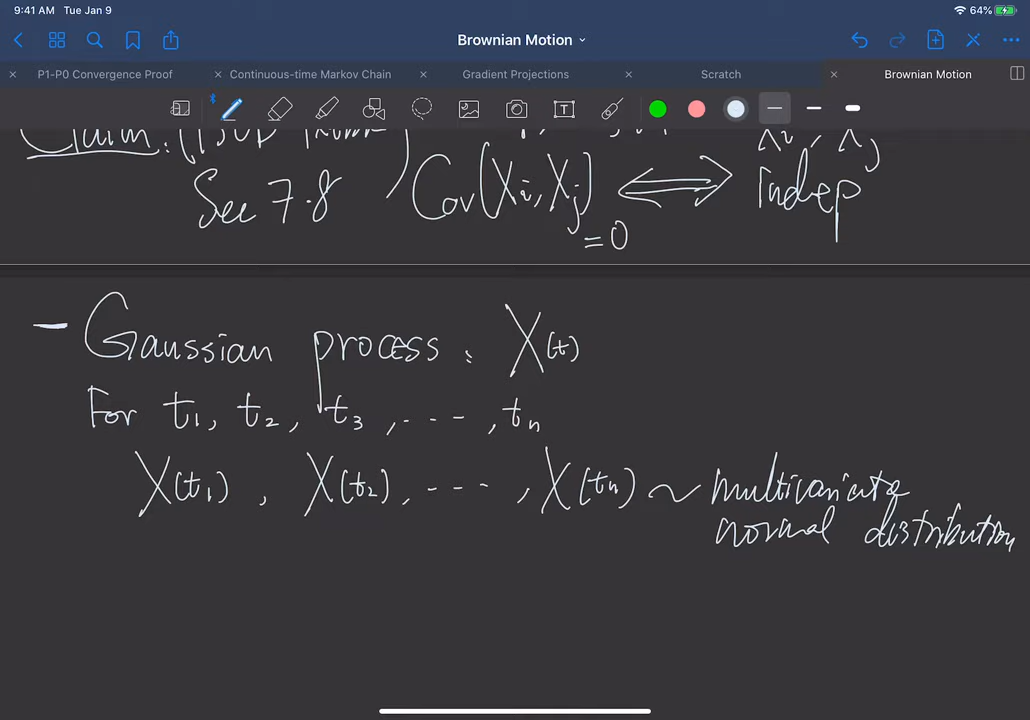 9:41 AM Tue Jan 9
64%
Brownian Motion
P1-P0 Convergence Proof
Continuous-time Markov Chain
Gradient Projections
Scratch
Brownian Motion
Claim:
Sec 7.8 Cov(Xi, Xj) ⟺ indep
=0
- Gaussian process : X(t)
For t1, t2, t3, ..., tn
X(t1), X(t2), ---, X(tn) ~ multivariate
normal distribution